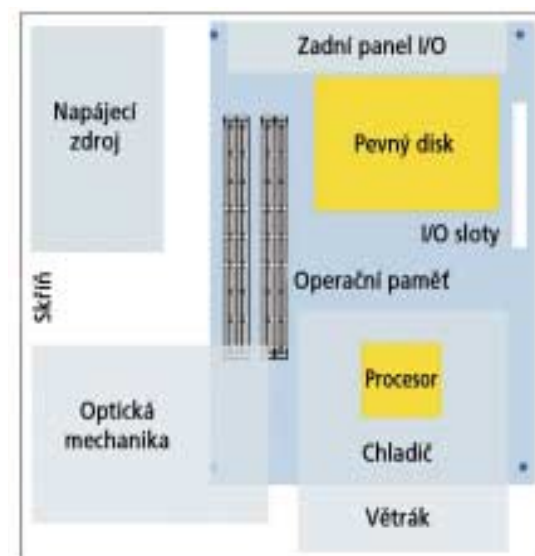 Zadní panel I/O
Napájecí
zdroj
Pevný disk
I/O sloty
Operační paměť
Skříň
Procesor
Optická
mechanika
Chladič
Větrák